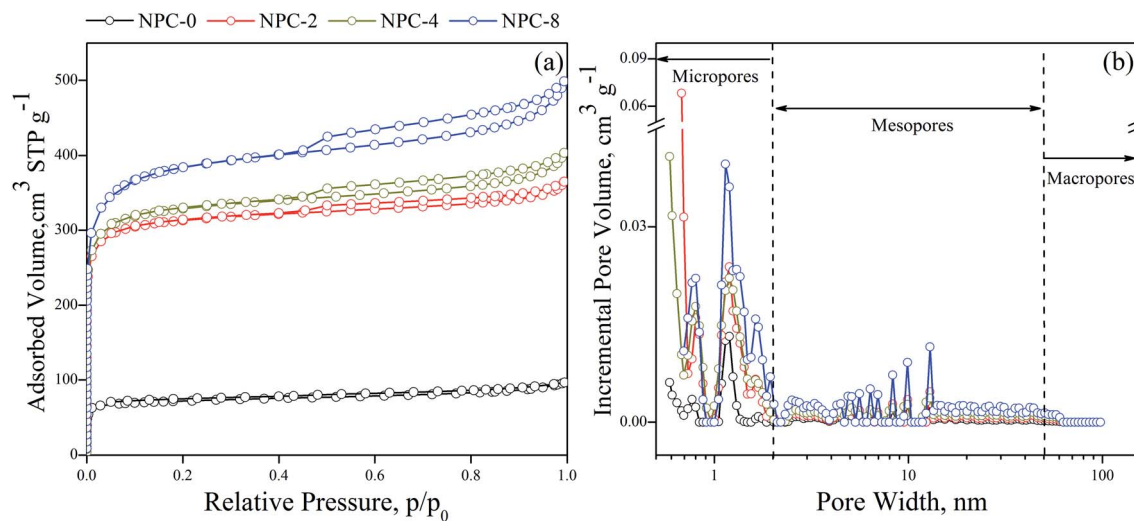 NPC-0 NPC-2 NPC-4 NPC-8
(a)
500
400
300
200
100
0
0.0 0.2 0.4 0.6 0.8 1.0
Adsorbed Volume,cm³ STP g⁻¹
Relative Pressure, p/p₀
(b)
Micropores
Mesopores
Macropores
0.09
0.06
0.03
0.00
1 10 100
Incremental Pore Volume, cm³ g⁻¹
Pore Width, nm